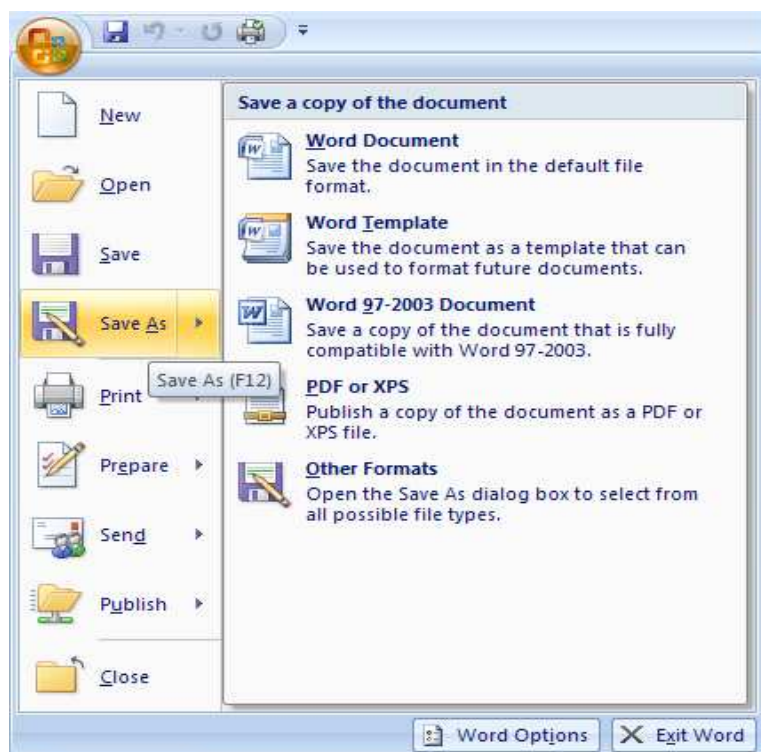 New
Open
Save
Save As
Save As (F12)
Print
Prepare
Send
Publish
Close
Save a copy of the document
Word Document
Save the document in the default file
format.
Word Template
Save the document as a template that can
be used to format future documents.
Word 97-2003 Document
Save a copy of the document that is fully
compatible with Word 97-2003.
PDF or XPS
Publish a copy of the document as a PDF or
XPS file.
Other Formats
Open the Save As dialog box to select from
all possible file types.
Word Options
Exit Word